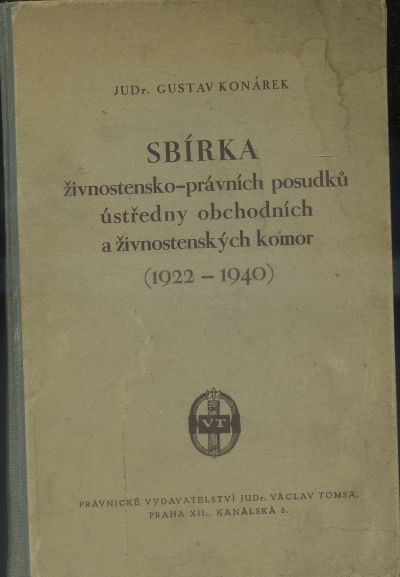 JUDr. GUSTAV KONÁREK
SBÍRKA
živnostensko-právních posudků
ústředny obchodních
a živnostenských komor
(1922 – 1940)
VT
PRÁVNICKÉ VYDAVATELSTVÍ JUDr. VÁCLAV TOMSA,
PRAHA XII., KANÁLSKÁ 8.